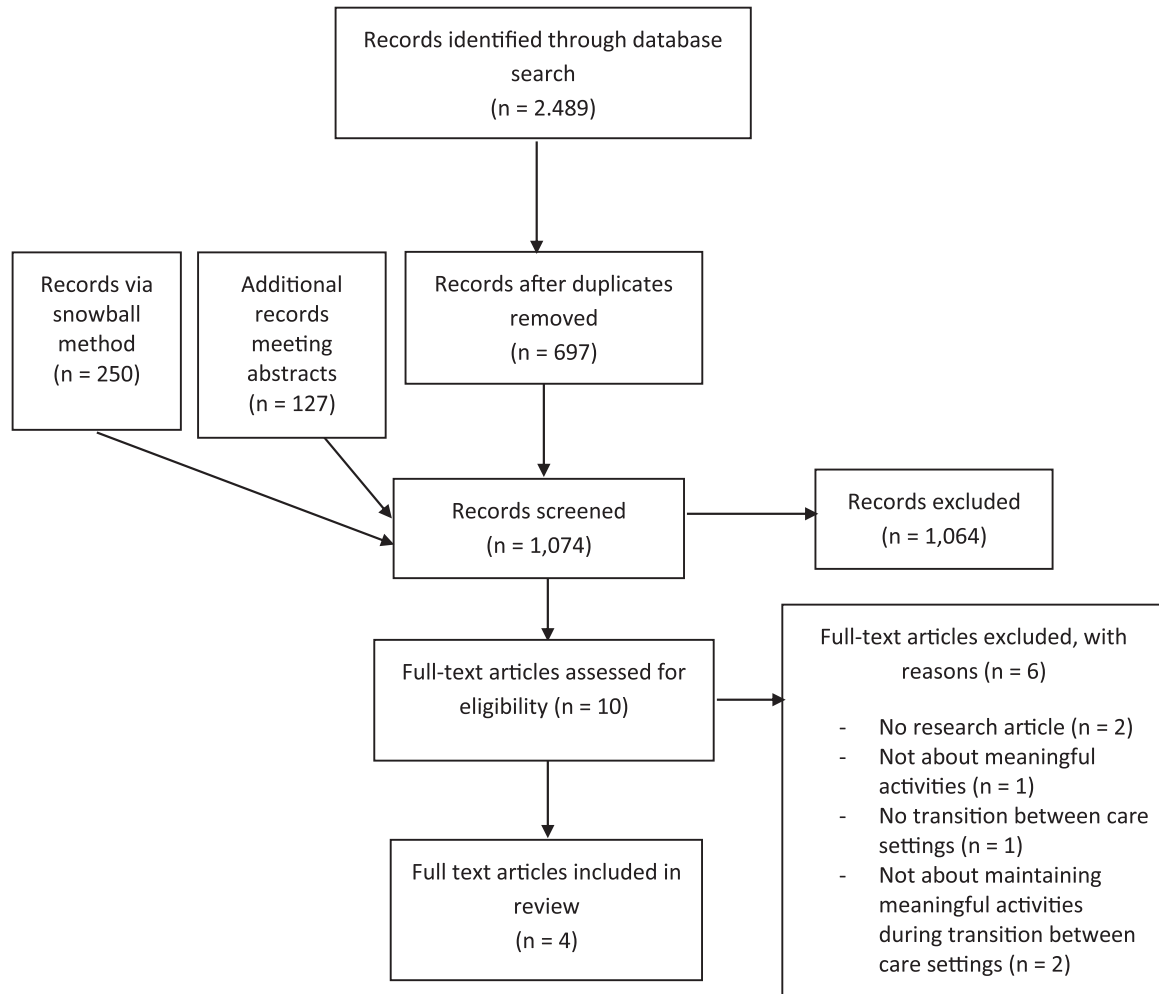 Records identified through database
search
(n = 2.489)
Records via
snowball
method
(n = 250)
Additional
records
meeting
abstracts
(n = 127)
Records after duplicates
removed
(n = 697)
Records screened
(n = 1,074)
Records excluded
(n = 1,064)
Full-text articles assessed for
eligibility (n = 10)
Full-text articles excluded, with
reasons (n = 6)
- No research article (n = 2)
- Not about meaningful
activities (n = 1)
- No transition between care
settings (n = 1)
- Not about maintaining
meaningful activities
during transition between
care settings (n = 2)
Full text articles included in
review
(n = 4)